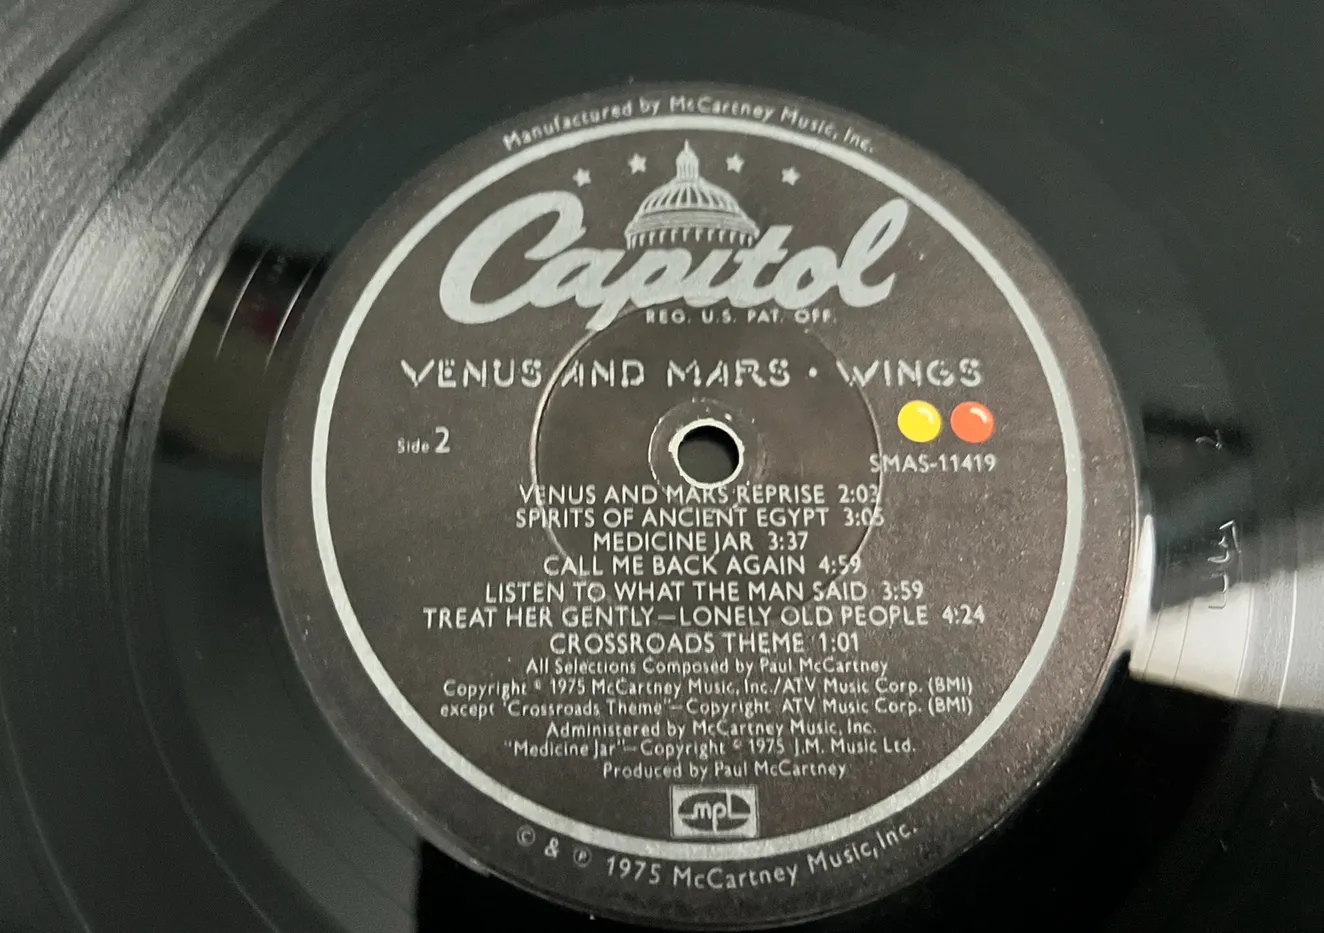 Manufactured by McCartney Music, Inc.
Capitol
REG. U.S. PAT. OFF.
VENUS AND MARS • WINGS
Side 2
SMAS-11419
VENUS AND MARS REPRISE 2:03
SPIRITS OF ANCIENT EGYPT 3:05
MEDICINE JAR 3:37
CALL ME BACK AGAIN 4:59
LISTEN TO WHAT THE MAN SAID 3:59
TREAT HER GENTLY—LONELY OLD PEOPLE 4:24
CROSSROADS THEME 1:01
All Selections Composed by Paul McCartney
Copyright © 1975 McCartney Music, Inc./ATV Music Corp. (BMI)
except "Crossroads Theme"—Copyright ATV Music Corp. (BMI)
Administered by McCartney Music, Inc.
"Medicine Jar"—Copyright © 1975 J.M. Music Ltd.
Produced by Paul McCartney
mpl
© & ℗ 1975 McCartney Music, Inc.